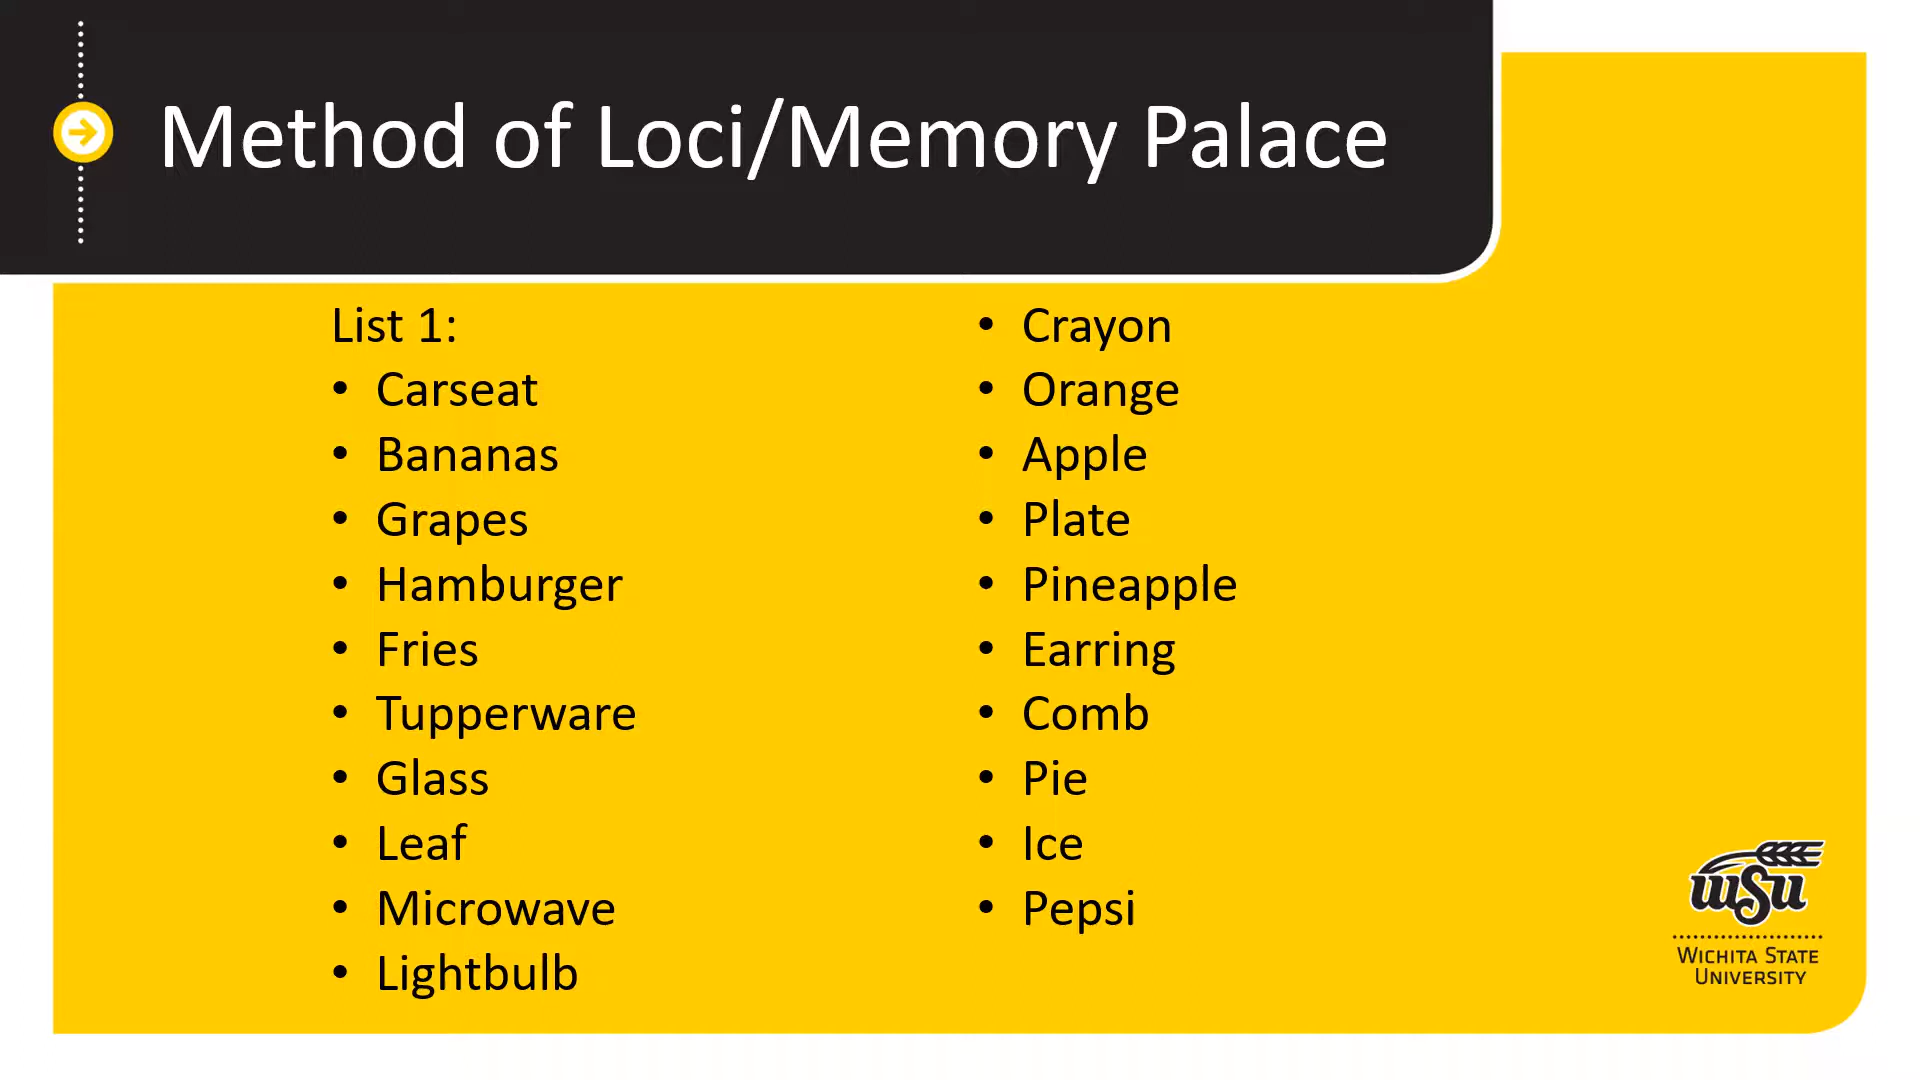 Method of Loci/Memory Palace
List 1:
• Carseat
• Bananas
• Grapes
• Hamburger
• Fries
• Tupperware
• Glass
• Leaf
• Microwave
• Lightbulb
• Crayon
• Orange
• Apple
• Plate
• Pineapple
• Earring
• Comb
• Pie
• Ice
• Pepsi
WSU
WICHITA STATE
UNIVERSITY